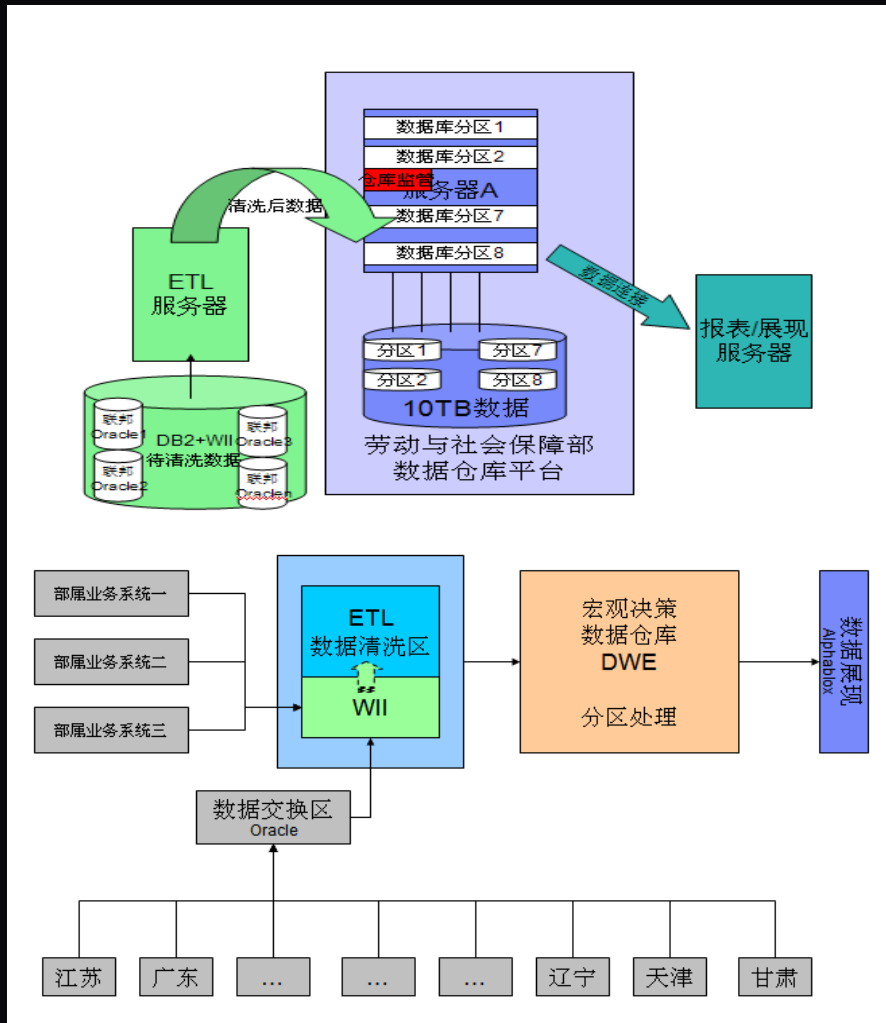 数据库分区1
数据库分区2
仓库监管
服务器A
数据库分区7
数据库分区8
清洗后数据
ETL
服务器
数据连接
报表/展现
服务器
分区1
分区7
分区2
分区8
10TB数据
劳动与社会保障部
数据仓库平台
联邦
Oracle1
联邦
Oracle3
DB2+WII
待清洗数据
联邦
Oracle2
联邦
Oraclen
部属业务系统一
部属业务系统二
部属业务系统三
ETL
数据清洗区
WII
宏观决策
数据仓库
DWE
分区处理
数据展现
Alphablox
数据交换区
Oracle
江苏
广东
...
...
...
辽宁
天津
甘肃